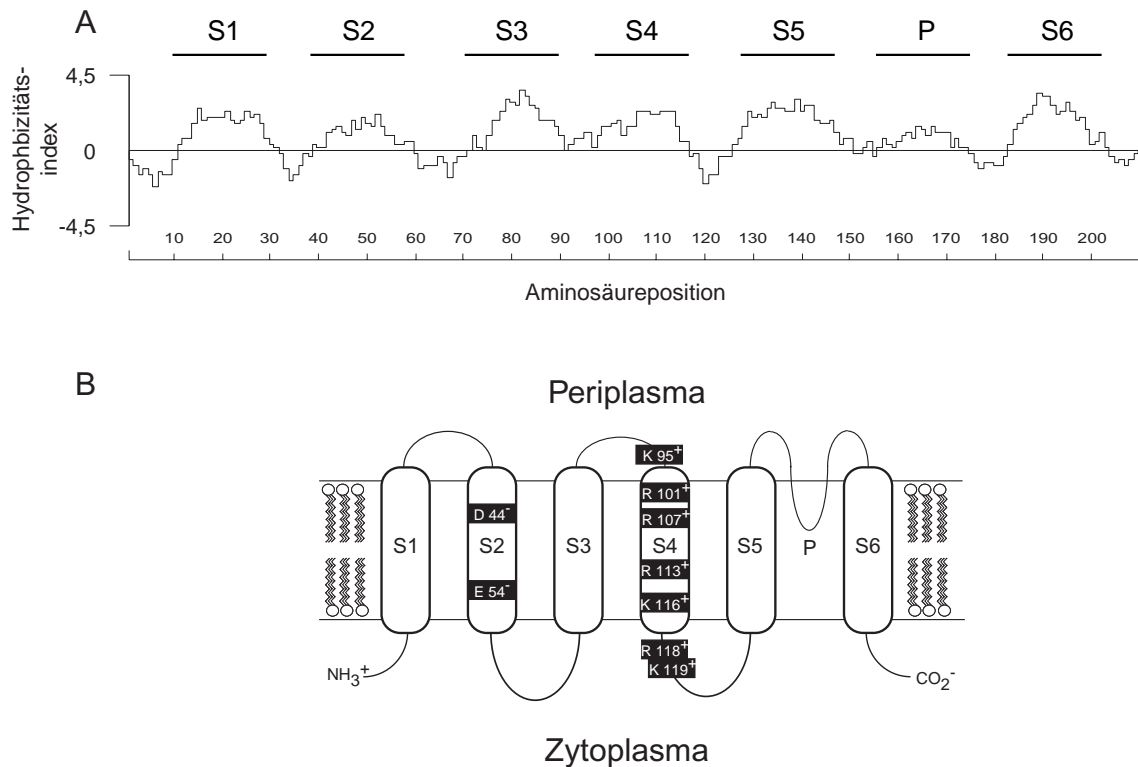 A
S1 S2 S3 S4 S5 P S6
Hydrophbizitäts-
index
4,5
0
-4,5
10 20 30 40 50 60 70 80 90 100 110 120 130 140 150 160 170 180 190 200
Aminosäureposition
B
Periplasma
K 95+
R 101+
D 44-
R 107+
S1 S2 S3 S4 S5 P S6
R 113+
E 54-
K 116+
R 118+
K 119+
NH3+
CO2-
Zytoplasma